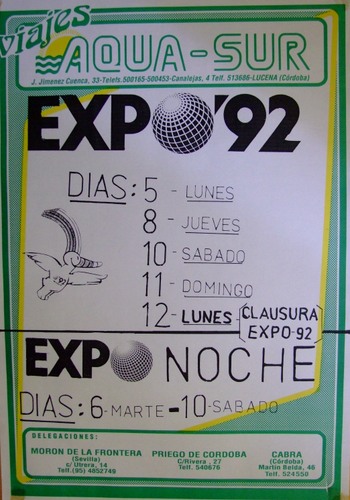 viajes
AQUA-SUR
J. Jimenez Cuenca, 33-Telefs. 500165-500453-Canalejas, 4 Telf. 513686-LUCENA (Córdoba)
EXPO'92
DIAS: 5 - LUNES
8 - JUEVES
10 - SABADO
11 - DOMINGO
12 - LUNES - (CLAUSURA
EXPO-92)
EXPO NOCHE
DIAS: 6-MARTE-10-SABADO
DELEGACIONES:
MORON DE LA FRONTERA
(Sevilla)
c/ Utrera, 14
Telf. (95) 4852749
PRIEGO DE CORDOBA
C/Rivera, 27
Telf. 540676
CABRA
(Córdoba)
Martin Belda, 46
Telf. 524550